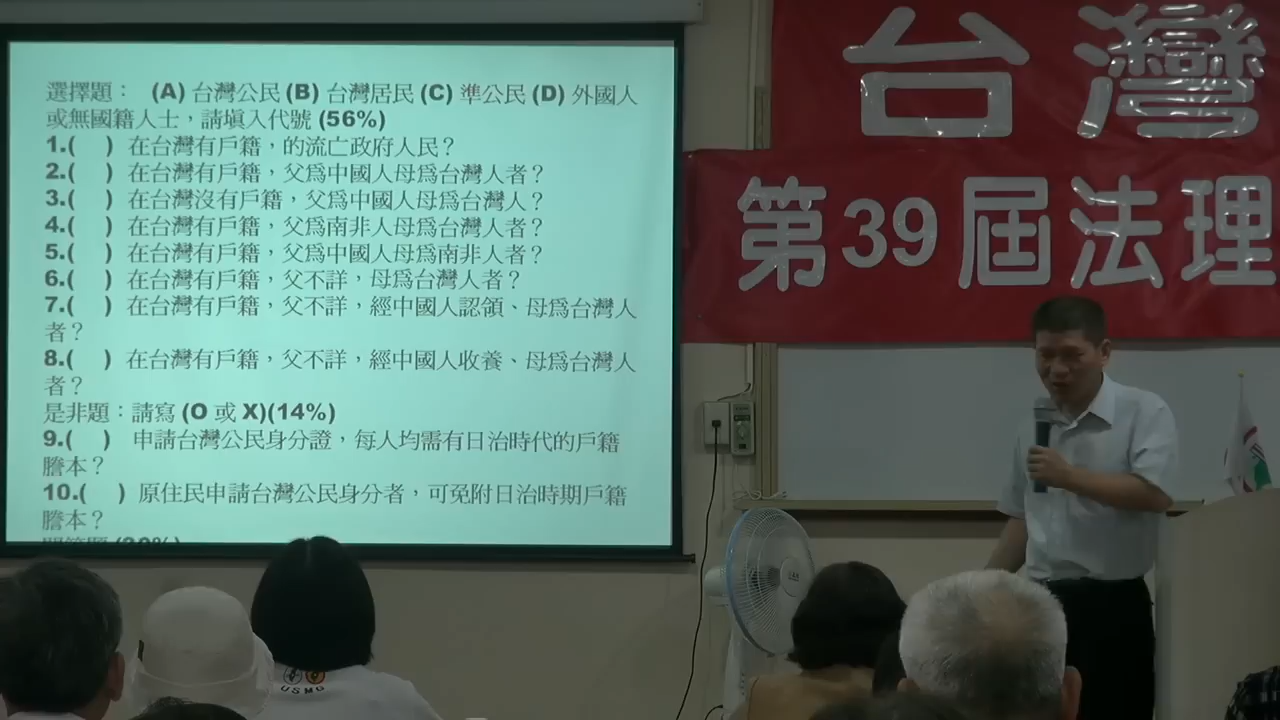 選擇題： (A) 台灣公民 (B) 台灣居民 (C) 準公民 (D) 外國人
或無國籍人士，請填入代號 (56%)
1.( ) 在台灣有戶籍，的流亡政府人民？
2.( ) 在台灣有戶籍，父爲中國人母爲台灣人者？
3.( ) 在台灣沒有戶籍，父爲中國人母爲台灣人？
4.( ) 在台灣有戶籍，父爲南非人母爲台灣人者？
5.( ) 在台灣有戶籍，父爲中國人母爲南非人者？
6.( ) 在台灣有戶籍，父不詳，母爲台灣人者？
7.( ) 在台灣有戶籍，父不詳，經中國人認領、母爲台灣人
者？
8.( ) 在台灣有戶籍，父不詳，經中國人收養、母爲台灣人
者？
是非題：請寫 (O 或 X)(14%)
9.( ) 申請台灣公民身分證，每人均需有日治時代的戶籍
謄本？
10.( ) 原住民申請台灣公民身分者，可免附日治時期戶籍
謄本？
台灣
第39屆法理
USMG